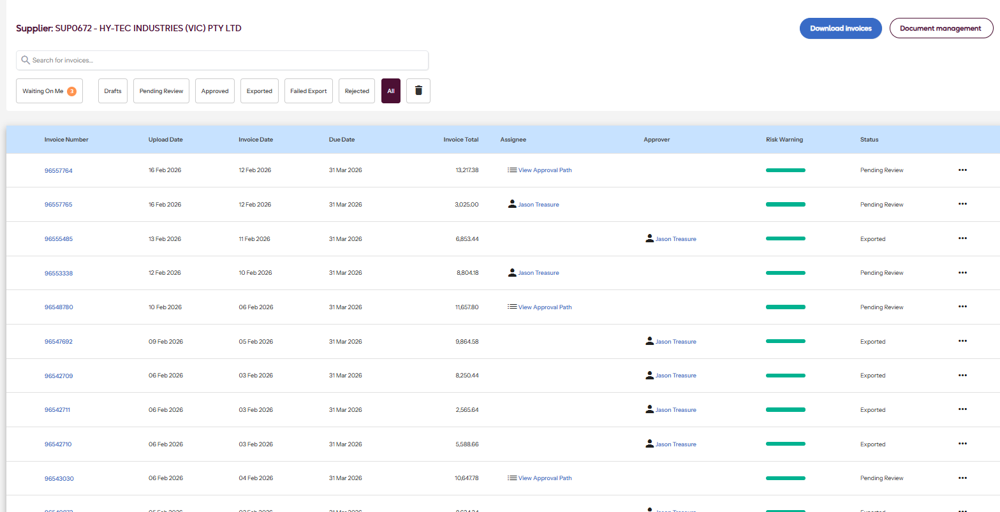 Supplier: SUP0672 - HY-TEC INDUSTRIES (VIC) PTY LTD
Download invoices
Document management
Search for invoices...
Waiting On Me 3
Drafts
Pending Review
Approved
Exported
Failed Export
Rejected
All
Invoice Number Upload Date Invoice Date Due Date Invoice Total Assignee Approver Risk Warning Status
96557764 16 Feb 2026 12 Feb 2026 31 Mar 2026 13,217.38 View Approval Path Pending Review
96557765 16 Feb 2026 12 Feb 2026 31 Mar 2026 3,025.00 Jason Treasure Pending Review
96555485 13 Feb 2026 11 Feb 2026 31 Mar 2026 6,853.44 Jason Treasure Exported
96553338 12 Feb 2026 10 Feb 2026 31 Mar 2026 8,804.18 Jason Treasure Pending Review
96548780 10 Feb 2026 06 Feb 2026 31 Mar 2026 11,657.80 View Approval Path Pending Review
96547692 09 Feb 2026 05 Feb 2026 31 Mar 2026 9,864.58 Jason Treasure Exported
96542709 06 Feb 2026 03 Feb 2026 31 Mar 2026 8,250.44 Jason Treasure Exported
96542711 06 Feb 2026 03 Feb 2026 31 Mar 2026 2,565.64 Jason Treasure Exported
96542710 06 Feb 2026 03 Feb 2026 31 Mar 2026 5,588.66 Jason Treasure Exported
96543030 06 Feb 2026 04 Feb 2026 31 Mar 2026 10,647.78 View Approval Path Pending Review
31 Mar 2026 Jason Treasure Exported